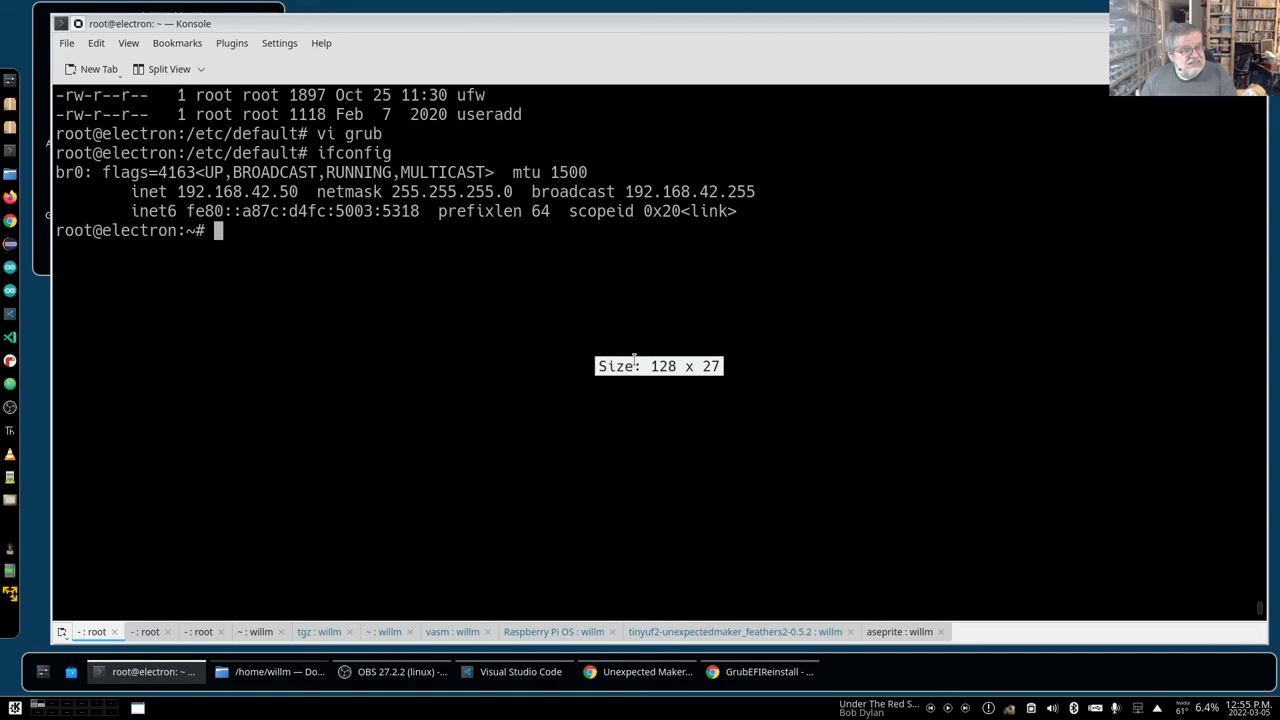 root@electron: ~ — Konsole
File Edit View Bookmarks Plugins Settings Help
New Tab Split View
-rw-r--r-- 1 root root 1897 Oct 25 11:30 ufw
-rw-r--r-- 1 root root 1118 Feb 7 2020 useradd
root@electron:/etc/default# vi grub
root@electron:/etc/default# ifconfig
br0: flags=4163<UP,BROADCAST,RUNNING,MULTICAST> mtu 1500
inet 192.168.42.50 netmask 255.255.255.0 broadcast 192.168.42.255
inet6 fe80::a87c:d4fc:5003:5318 prefixlen 64 scopeid 0x20<link>
root@electron:~#
Size: 128 x 27
- : root - : root - : root ~ : willm tgz : willm ~ : willm vasm : willm Raspberry Pi OS : willm tinyuf2-unexpectedmaker_feathers2-0.5.2 : willm aseprite : willm
root@electron: ~ ... /home/willm — Do... OBS 27.2.2 (linux) -... Visual Studio Code Unexpected Maker... GrubEFIReinstall - ...
Under The Red S...
Bob Dylan
Nvidia
61° 6.4% 12:55 P.M.
2022-03-05